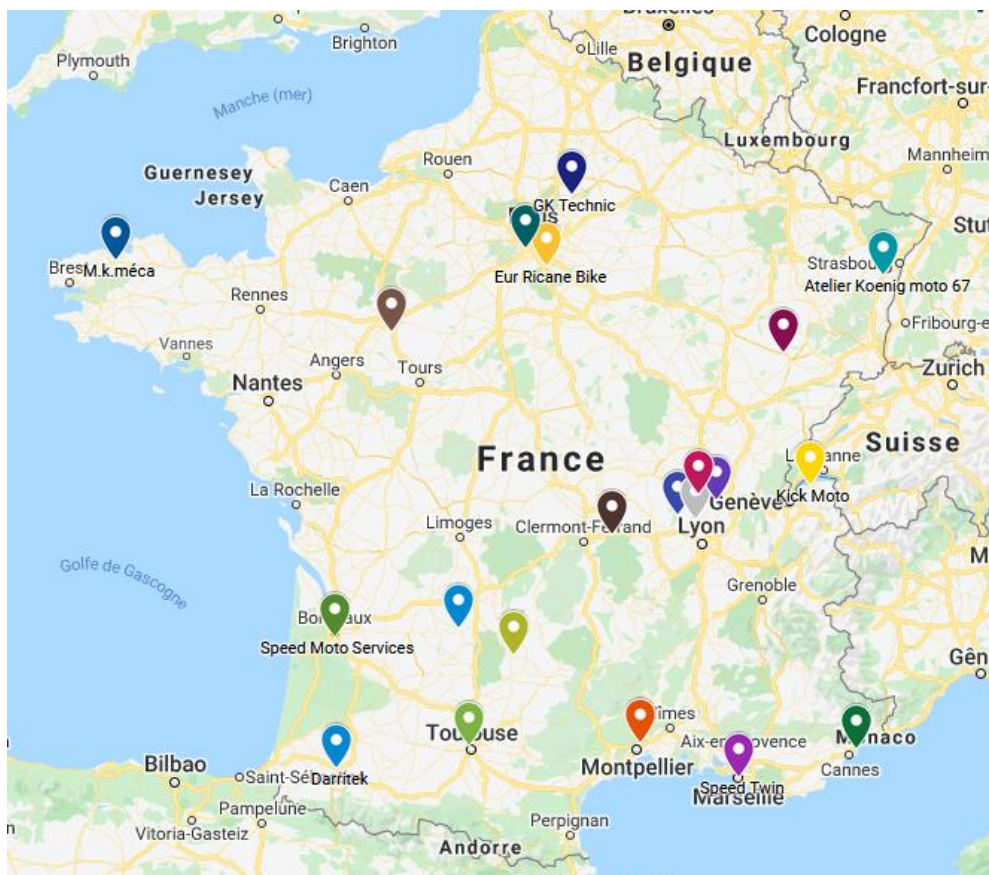 Bruxelles
Cologne
Brighton
Plymouth
Lille
Belgique
Francfort-sur-
Manche (mer)
Luxembourg
Rouen
Mannheim
Guernesey
Jersey
Caen
GK Technic
Stut
M.k.méca
Eur Ricane Bike
Strasbourg
Atelier Koenig moto 67
Rennes
Fribourg-e
Vannes
Angers
Tours
Zurich
Nantes
France
Suisse
Kick Moto
La Rochelle
Genève
Limoges
Clermont-Ferrand
Lyon
Golfe de Gascogne
Grenoble
Speed Moto Services
Gên
Toulouse
Nîmes
Aix-en-Provence
Monaco
Bilbao
Darritek
Montpellier
Cannes
Speed Twin
Marseille
Pampelune
Vitoria-Gasteiz
Perpignan
Andorre